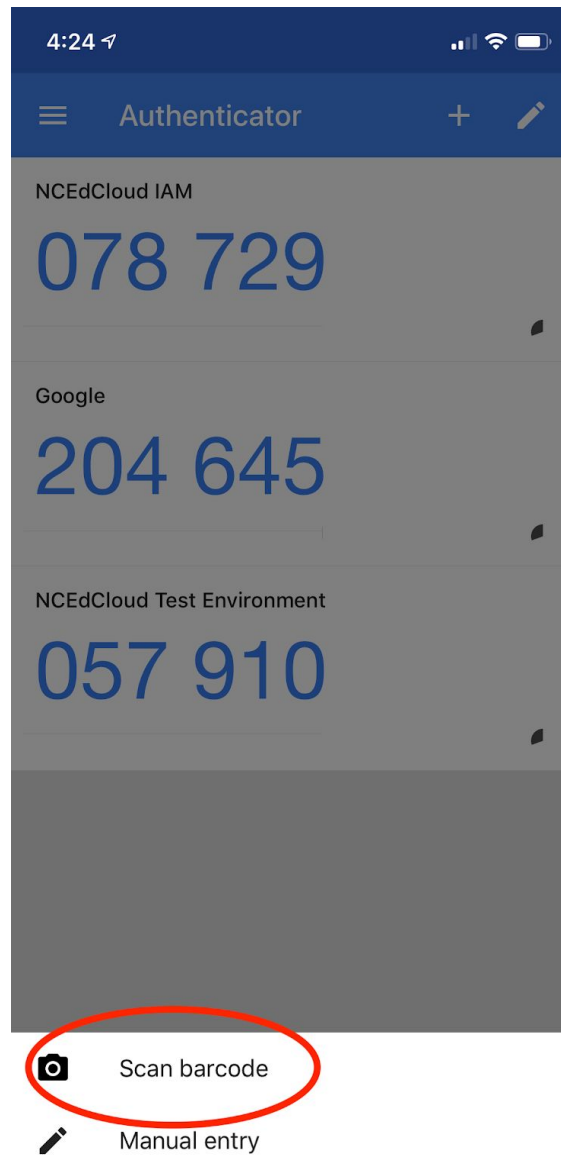 4:24
Authenticator
NCEdCloud IAM
078 729
Google
204 645
NCEdCloud Test Environment
057 910
Scan barcode
Manual entry